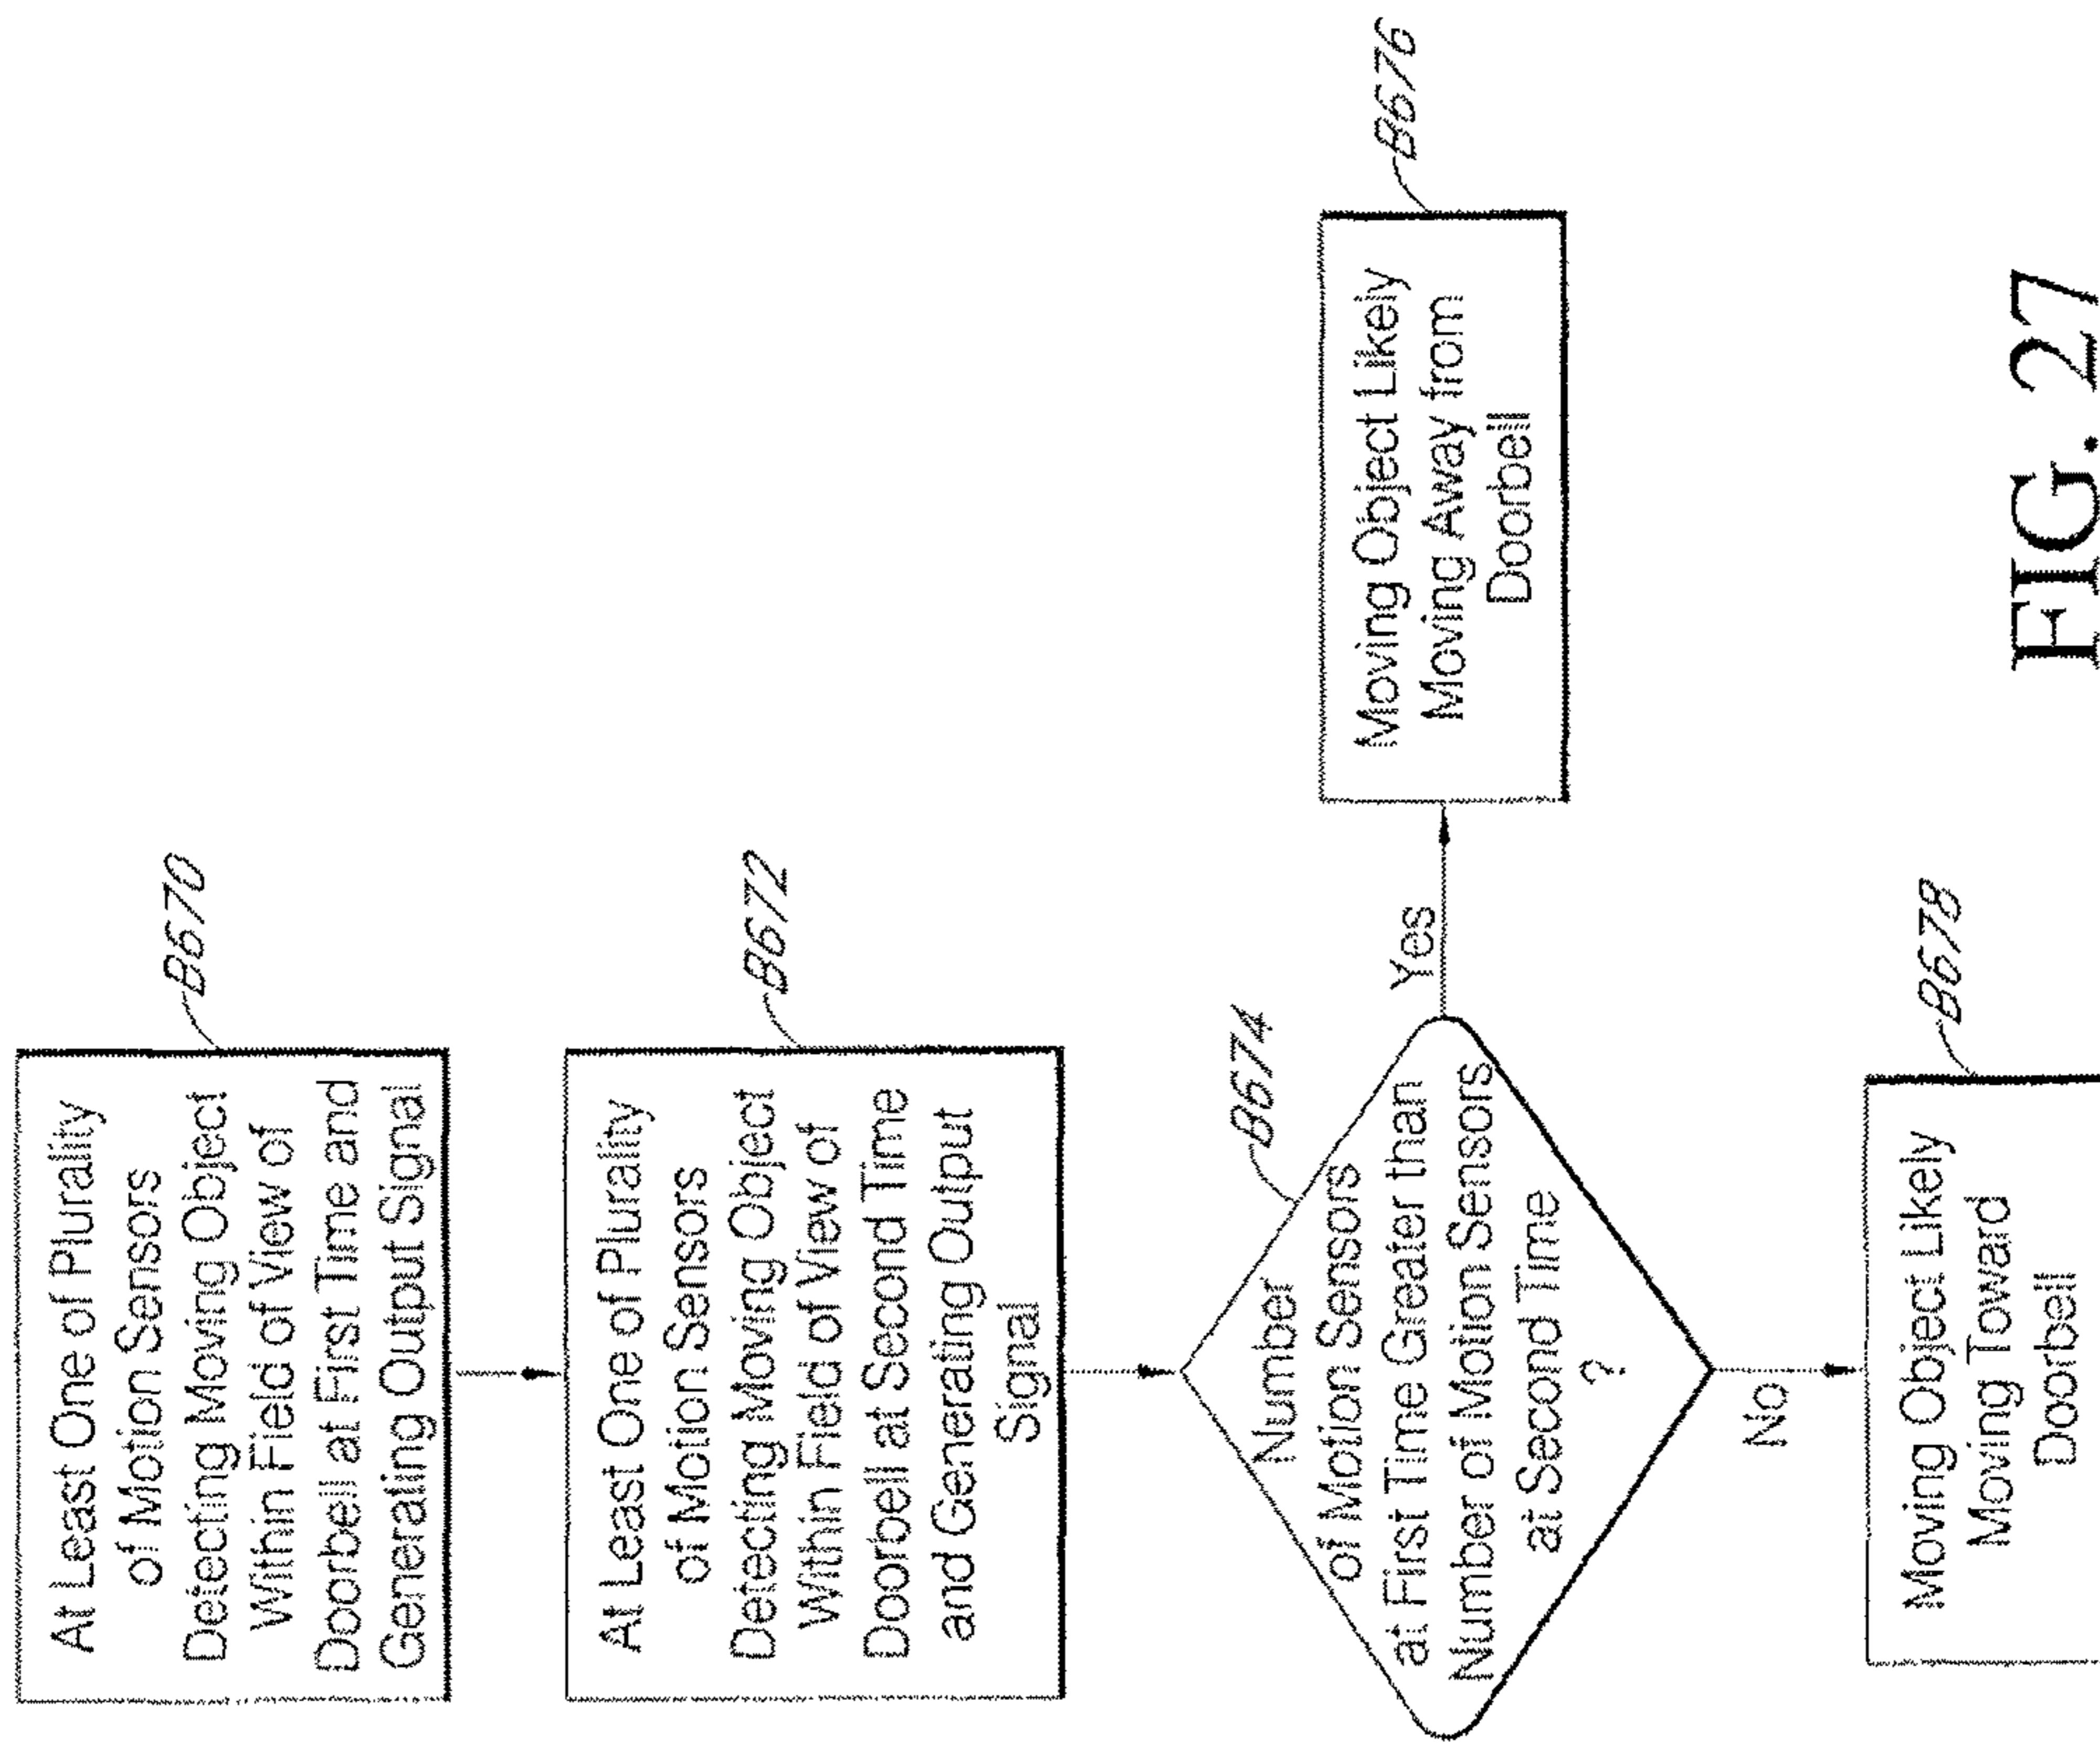 At Least One of Plurality
of Motion Sensors
Detecting Moving Object
Within Field of View of
Doorbell at First Time and
Generating Output Signal
B670
At Least One of Plurality
of Motion Sensors
Detecting Moving Object
Within Field of View of
Doorbell at Second Time
and Generating Output
Signal
B672
Number
of Motion Sensors
at First Time Greater than
Number of Motion Sensors
at Second Time
?
B674
Yes
Moving Object Likely
Moving Away from
Doorbell
B676
No
Moving Object Likely
Moving Toward
Doorbell
B678
FIG. 27